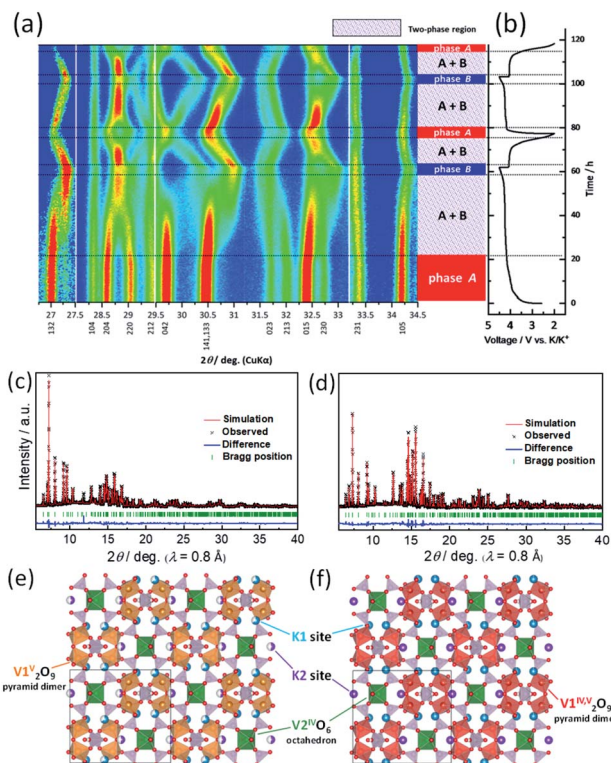 (a)
Two-phase region
(b)
phase A
A + B
phase B
A + B
phase A
A + B
phase B
A + B
phase A
120
100
80
60
40
20
0
Time / h
27 27.5 28.5 29.25 29.5 30.5 31 31.5 32.5 33 33.5 34.5
132 104 204 220 212 042 141,133 023 213 015 230 231 105
2θ/ deg. (CuKα)
5 4 3 2
Voltage / V vs. K/K⁺
(c)
Intensity / a.u.
Simulation
Observed
Difference
Bragg position
10 15 20 25 30 35 40
2θ/ deg. (λ = 0.8 Å)
(d)
Simulation
Observed
Difference
Bragg position
10 15 20 25 30 35 40
2θ/ deg. (λ = 0.8 Å)
(e)
(f)
K1 site
K2 site
V1ⱽ₂O₉
pyramid dimer
V2ᴵⱽO₆
octahedron
V1ᴵⱽ,ⱽ₂O₉
pyramid dimer